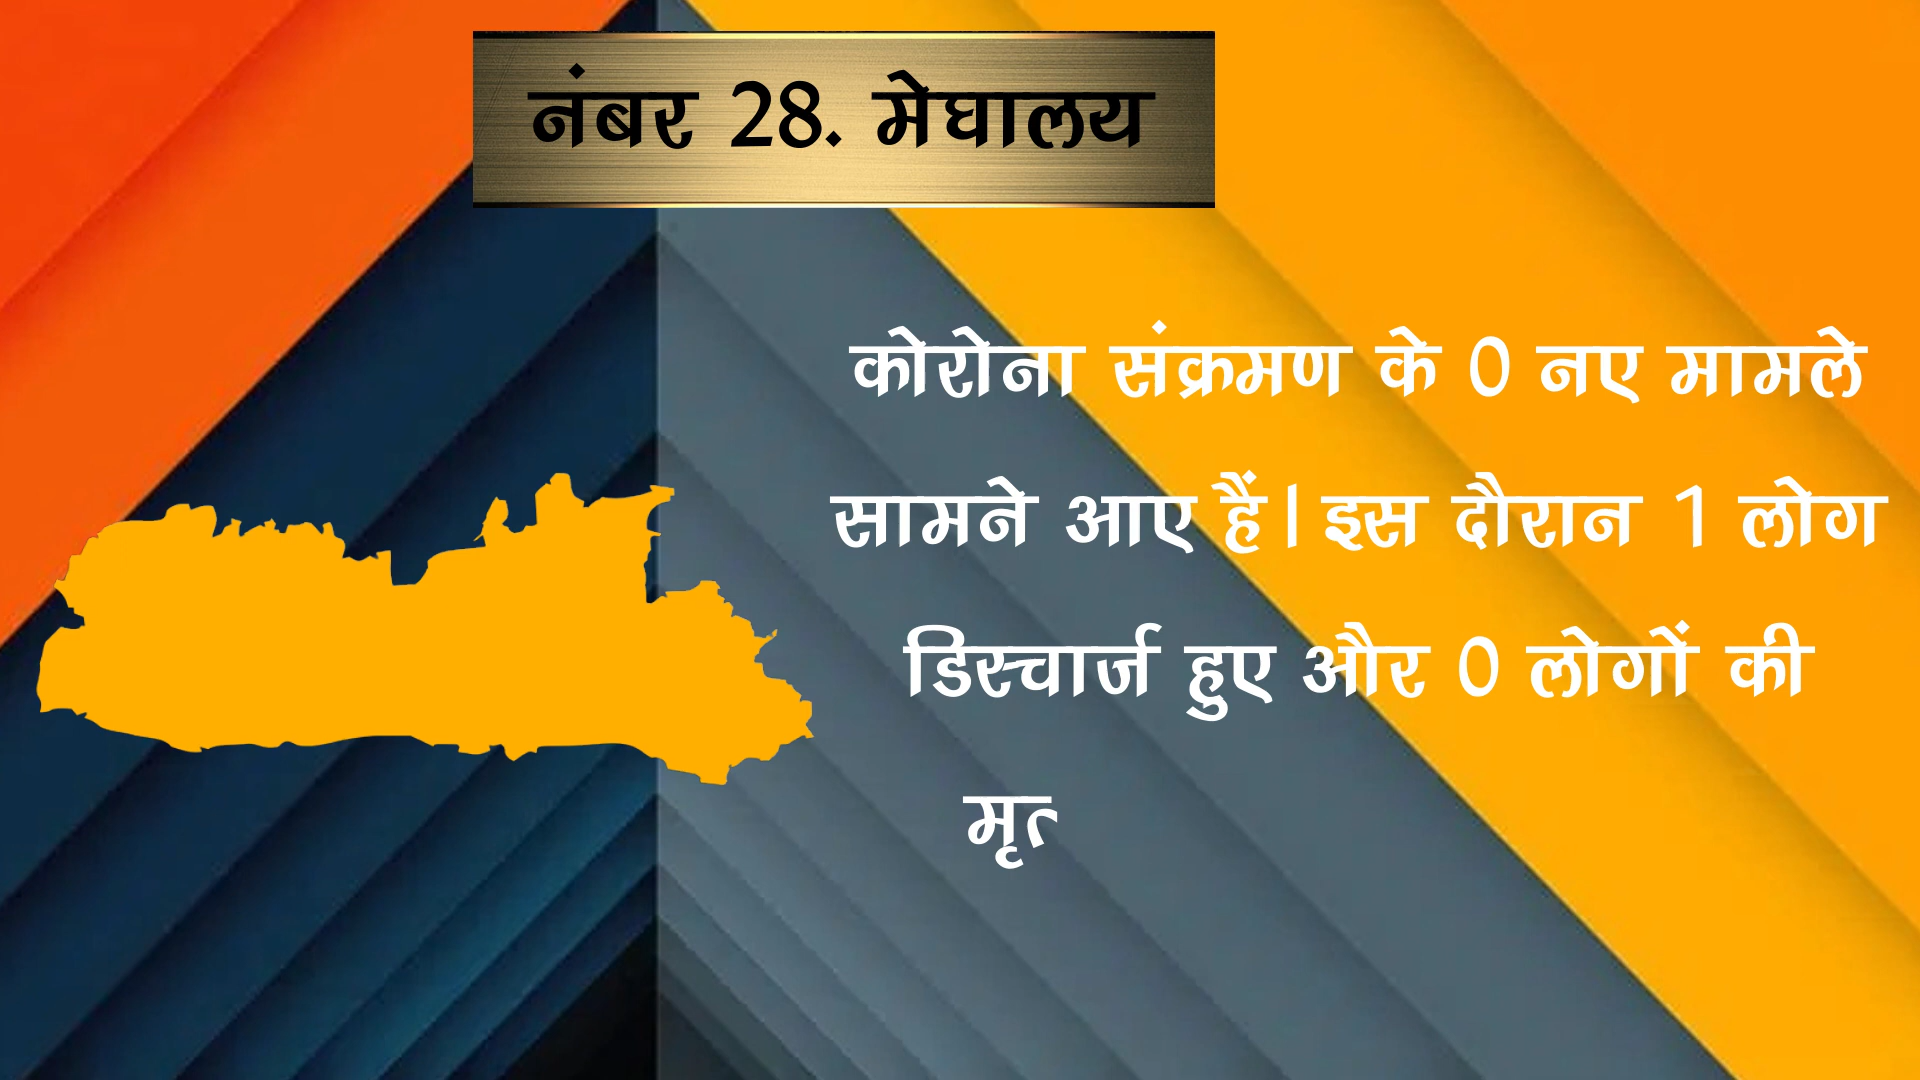 नंबर 28. मेघालय
कोरोना संक्रमण के 0 नए मामले
सामने आए हैं। इस दौरान 1 लोग
डिस्चार्ज हुए और 0 लोगों की
मृत